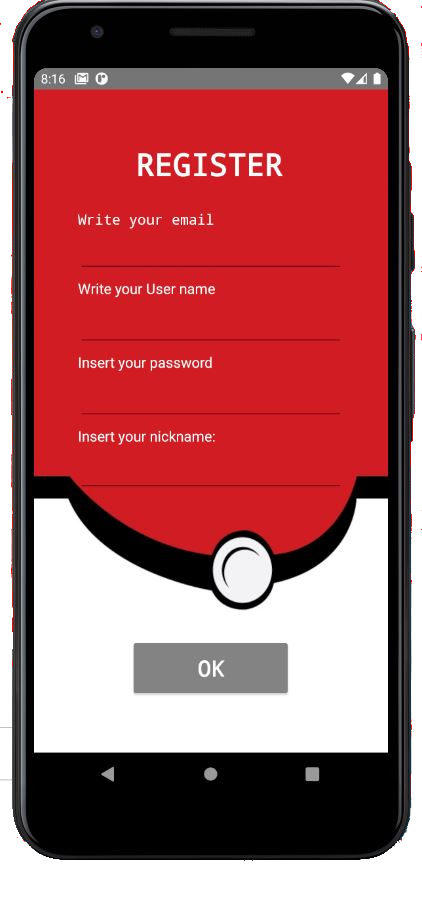 8:16
REGISTER
Write your email
Write your User name
Insert your password
Insert your nickname:
OK